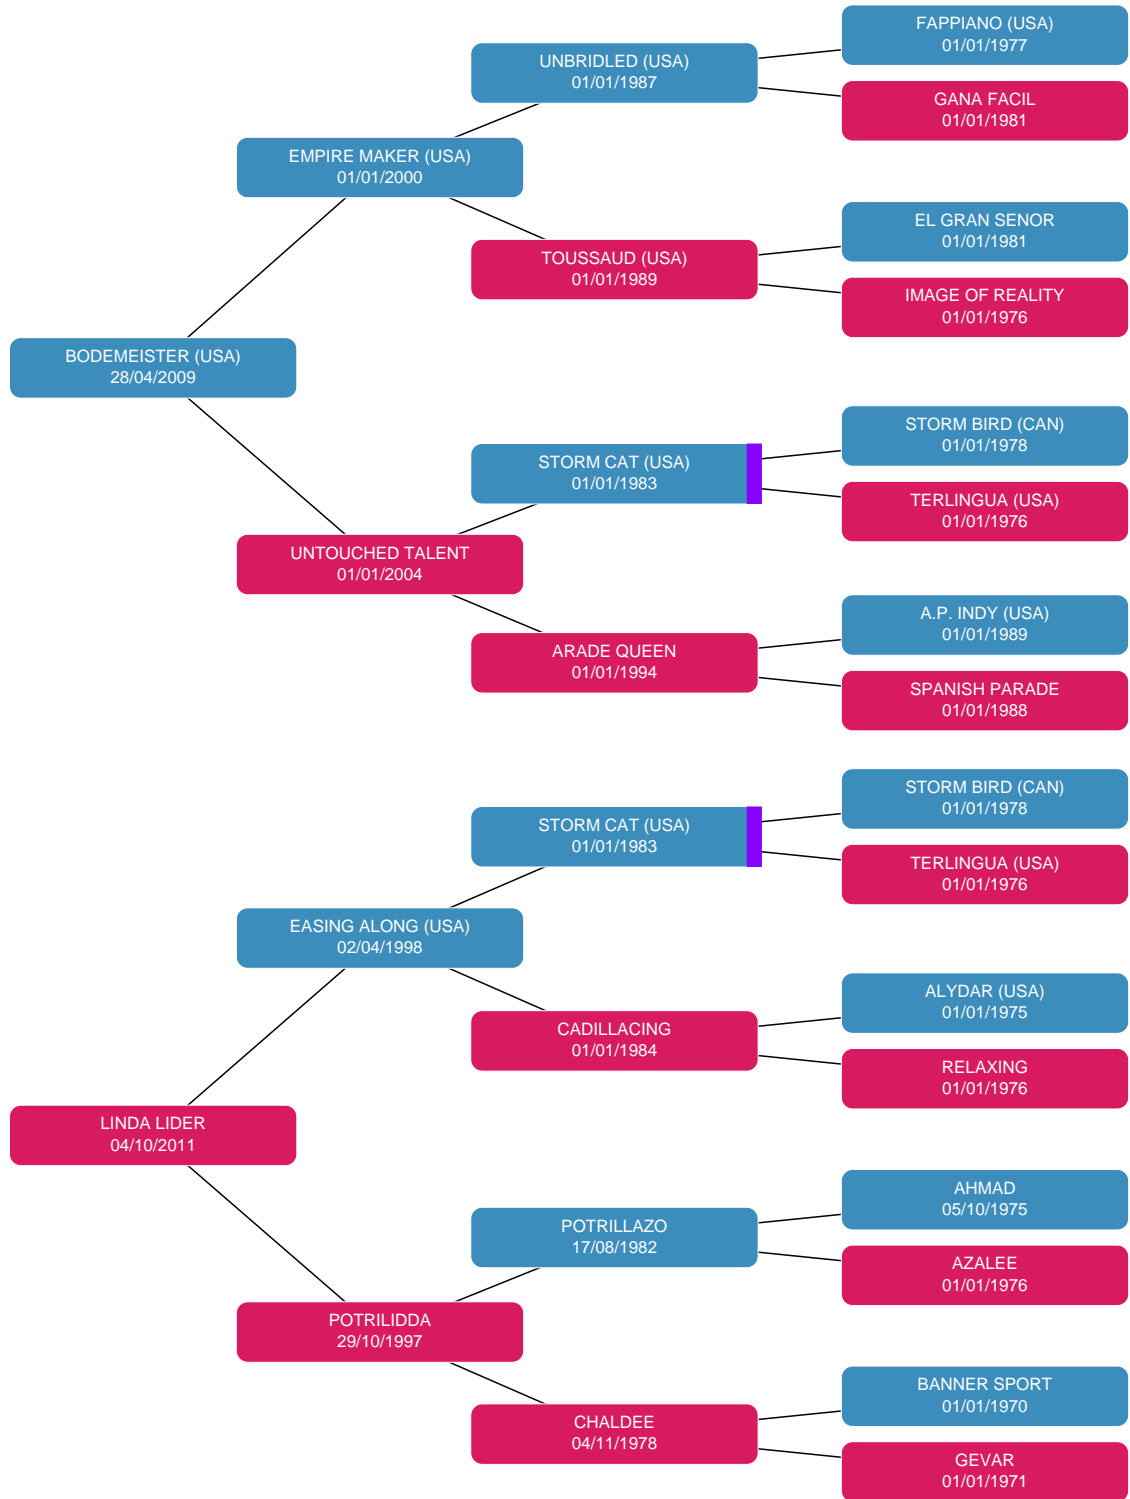 FAPPIANO (USA)
01/01/1977
UNBRIDLED (USA)
01/01/1987
GANA FACIL
01/01/1981
EMPIRE MAKER (USA)
01/01/2000
EL GRAN SENOR
01/01/1981
TOUSSAUD (USA)
01/01/1989
IMAGE OF REALITY
01/01/1976
BODEMEISTER (USA)
28/04/2009
STORM BIRD (CAN)
01/01/1978
STORM CAT (USA)
01/01/1983
TERLINGUA (USA)
01/01/1976
UNTOUCHED TALENT
01/01/2004
A.P. INDY (USA)
01/01/1989
ARADE QUEEN
01/01/1994
SPANISH PARADE
01/01/1988
STORM BIRD (CAN)
01/01/1978
STORM CAT (USA)
01/01/1983
TERLINGUA (USA)
01/01/1976
EASING ALONG (USA)
02/04/1998
ALYDAR (USA)
01/01/1975
CADILLACING
01/01/1984
RELAXING
01/01/1976
LINDA LIDER
04/10/2011
AHMAD
05/10/1975
POTRILLAZO
17/08/1982
AZALEE
01/01/1976
POTRILIDDA
29/10/1997
BANNER SPORT
01/01/1970
CHALDEE
04/11/1978
GEVAR
01/01/1971